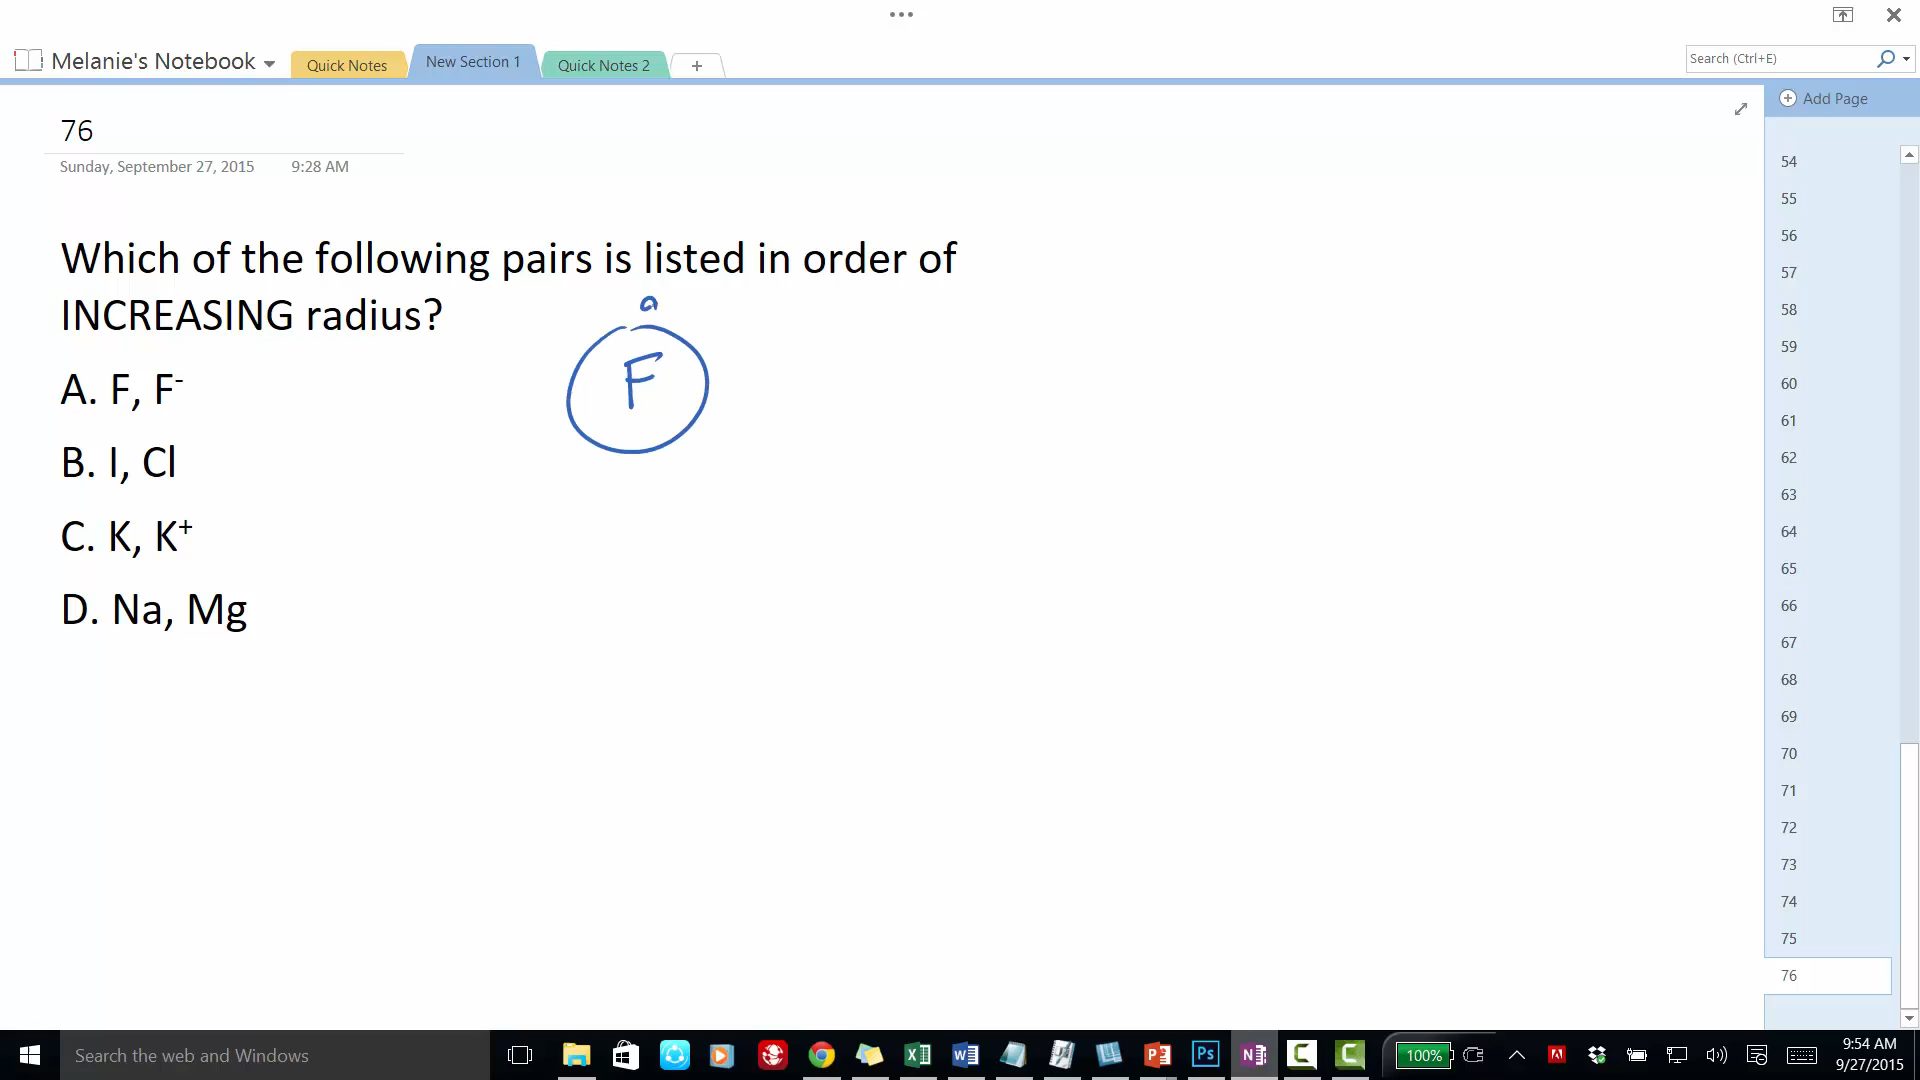 Melanie's Notebook
Quick Notes
New Section 1
Quick Notes 2
+
Search (Ctrl+E)
Add Page
76
Sunday, September 27, 2015 9:28 AM
Which of the following pairs is listed in order of
INCREASING radius?
A. F, F⁻
B. I, Cl
C. K, K⁺
D. Na, Mg
F
54
55
56
57
58
59
60
61
62
63
64
65
66
67
68
69
70
71
72
73
74
75
76
Search the web and Windows
100%
9:54 AM
9/27/2015